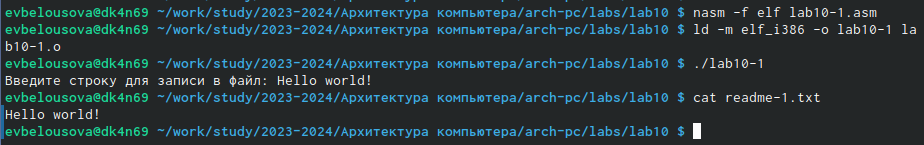 evbelousova@dk4n69 ~/work/study/2023-2024/Архитектура компьютера/arch-pc/labs/lab10 $ nasm -f elf lab10-1.asm
evbelousova@dk4n69 ~/work/study/2023-2024/Архитектура компьютера/arch-pc/labs/lab10 $ ld -m elf_i386 -o lab10-1 la
b10-1.o
evbelousova@dk4n69 ~/work/study/2023-2024/Архитектура компьютера/arch-pc/labs/lab10 $ ./lab10-1
Введите строку для записи в файл: Hello world!
evbelousova@dk4n69 ~/work/study/2023-2024/Архитектура компьютера/arch-pc/labs/lab10 $ cat readme-1.txt
Hello world!
evbelousova@dk4n69 ~/work/study/2023-2024/Архитектура компьютера/arch-pc/labs/lab10 $